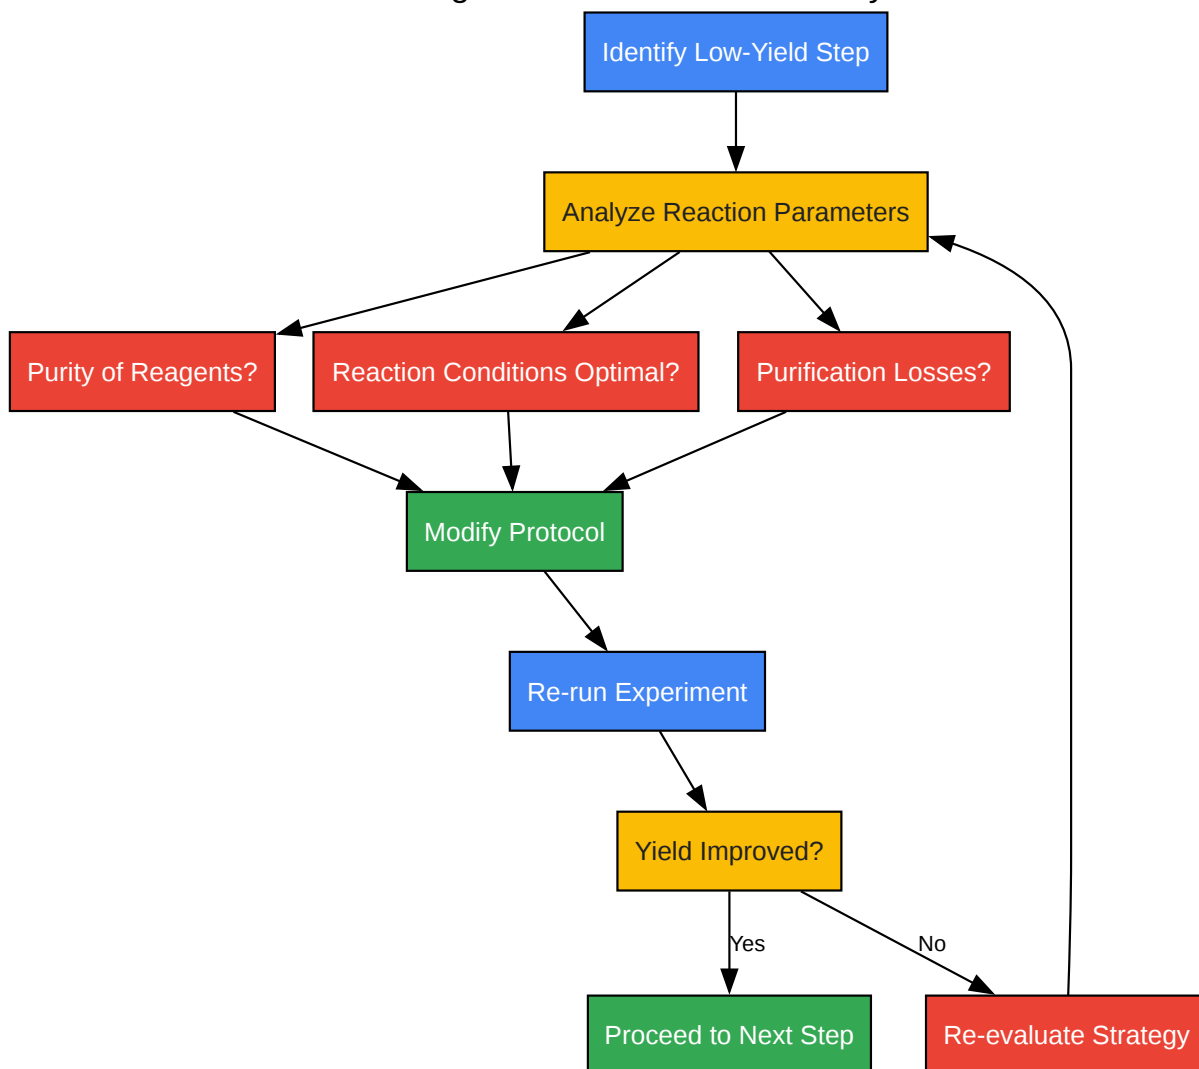 Identify Low-Yield Step
Analyze Reaction Parameters
Purity of Reagents?
Reaction Conditions Optimal?
Purification Losses?
Modify Protocol
Re-run Experiment
Yield Improved?
Yes
No
Proceed to Next Step
Re-evaluate Strategy